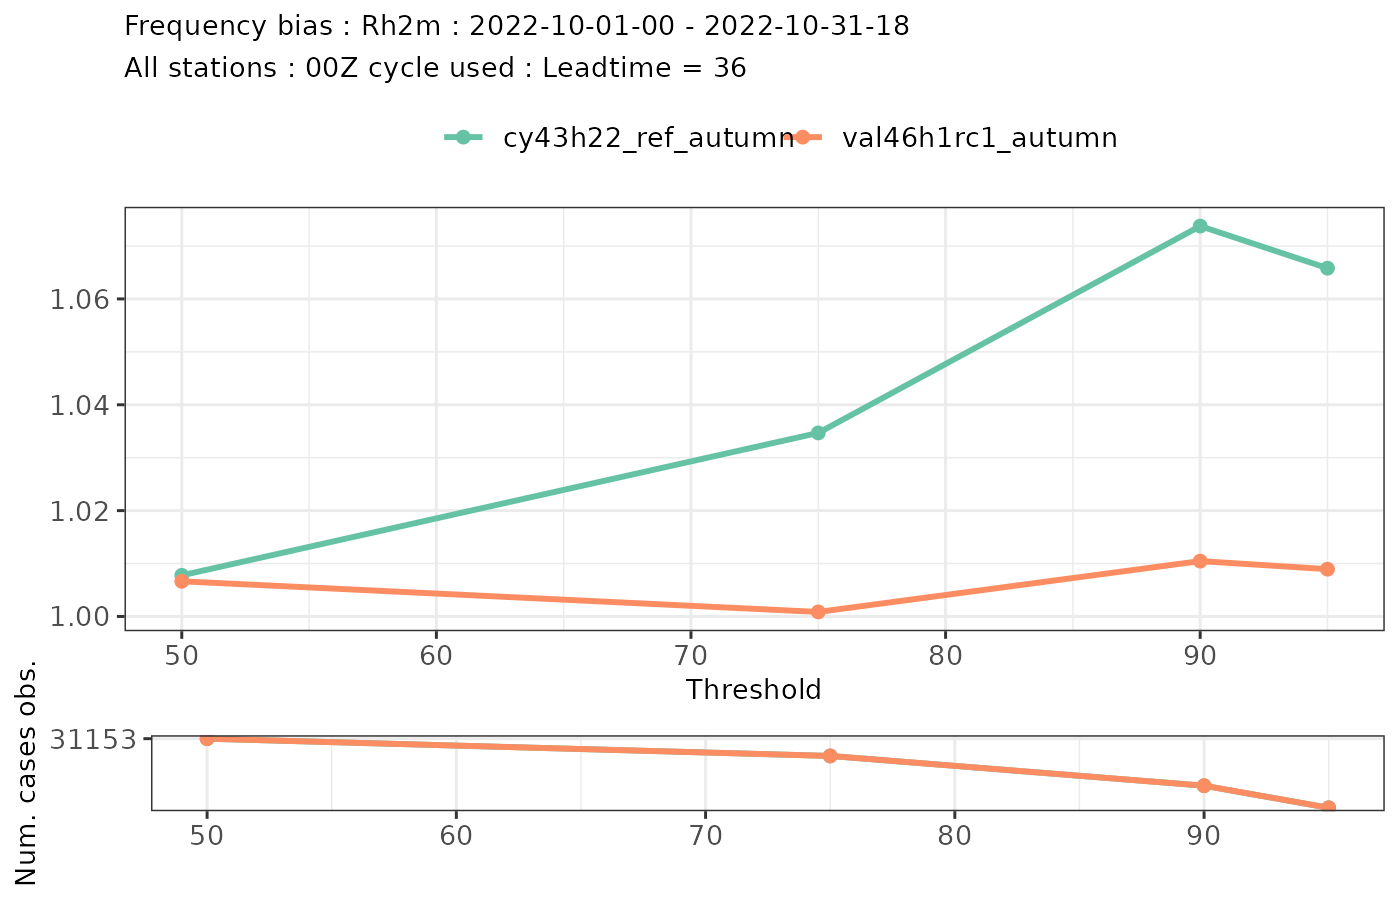 Frequency bias : Rh2m : 2022-10-01-00 - 2022-10-31-18
All stations : 00Z cycle used : Leadtime = 36
cy43h22_ref_autumn val46h1rc1_autumn
1.06
1.04
1.02
1.00
50 60 70 80 90
Threshold
Num. cases obs.
31153
50 60 70 80 90